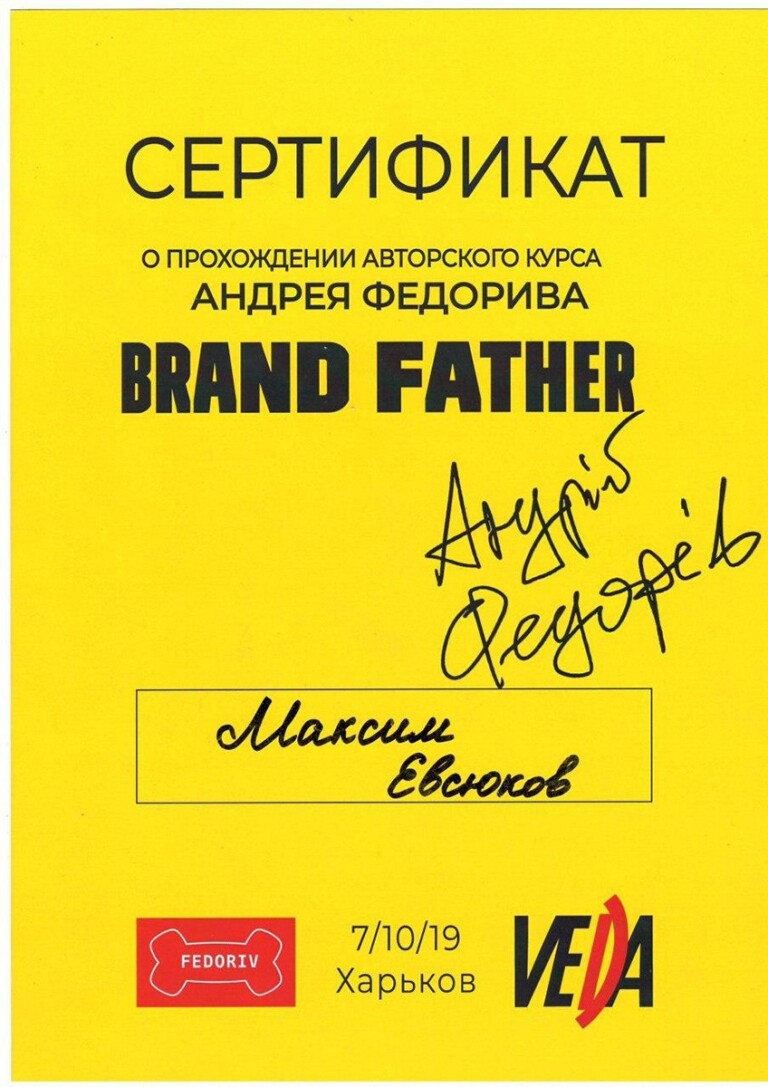 СЕРТИФИКАТ
О ПРОХОЖДЕНИИ АВТОРСКОГО КУРСА
АНДРЕЯ ФЕДОРИВА
BRAND FATHER
Андрій
Федорів
Максим
Евсюков
FEDORIV
7/10/19
Харьков
VEDA